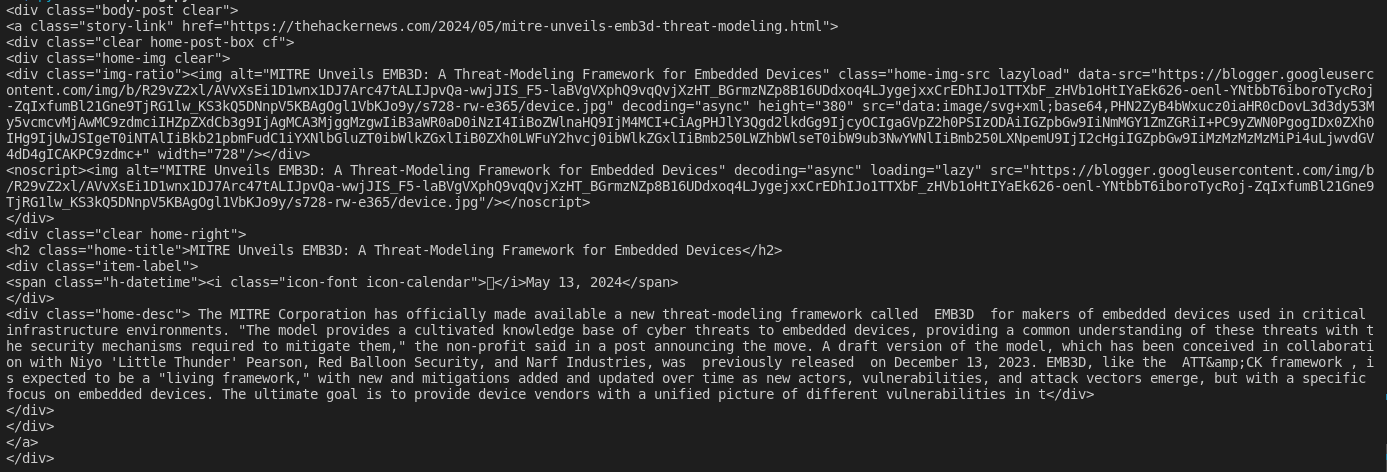 <div class="body-post clear">
<a class="story-link" href="https://thehackernews.com/2024/05/mitre-unveils-emb3d-threat-modeling.html">
<div class="clear home-post-box cf">
<div class="home-img clear">
<div class="img-ratio"><img alt="MITRE Unveils EMB3D: A Threat-Modeling Framework for Embedded Devices" class="home-img-src lazyload" data-src="https://blogger.googleuserc
ontent.com/img/b/R29vZ2xl/AVvXsEi1D1wnx1DJ7Arc47tALIJpvQa-wwjJIS_F5-laBVgVXphQ9vqQvjXzHT_BGrmzNZp8B16UDdxoq4LJygejxxCrEDhIJo1TTXbF_zHVb1oHtIYaEk626-oenl-YNtbbT6iboroTycRoj
-ZqIxfumBl21Gne9TjRG1lw_KS3kQ5DNnpV5KBAgOgl1VbKJo9y/s728-rw-e365/device.jpg" decoding="async" height="380" src="data:image/svg+xml;base64,PHN2ZyB4bWxucz0iaHR0cDovL3d3dy53M
y5vcmcvMjAwMC9zdmciIHZpZXdCb3g9IjAgMCA3MjggMzgwIiB3aWR0aD0iNzI4IiBoZWlnaHQ9IjM4MCI+CiAgPHJlY3Qgd2lkdGg9IjcyOCIgaGVpZ2h0PSIzODAiIGZpbGw9IiNmMGY1ZmZGRiI+PC9yZWN0PgogIDx0ZXh0
IHg9IjUwJSIgeT0iNTAlIiBkb21pbmFudC1iYXNlbGluZT0ibWlkZGxlIiB0ZXh0LWFuY2hvcj0ibWlkZGxlIiBmb250LWZhbWlseT0ibW9ub3NwYWNlIiBmb250LXNpemU9IjI2cHgiIGZpbGw9IiMzMzMzMzMiPi4uLjwvdGV
4dD4gICAKPC9zdmc+" width="728"/></div>
<noscript><img alt="MITRE Unveils EMB3D: A Threat-Modeling Framework for Embedded Devices" decoding="async" loading="lazy" src="https://blogger.googleusercontent.com/img/b
/R29vZ2xl/AVvXsEi1D1wnx1DJ7Arc47tALIJpvQa-wwjJIS_F5-laBVgVXphQ9vqQvjXzHT_BGrmzNZp8B16UDdxoq4LJygejxxCrEDhIJo1TTXbF_zHVb1oHtIYaEk626-oenl-YNtbbT6iboroTycRoj-ZqIxfumBl21Gne9
TjRG1lw_KS3kQ5DNnpV5KBAgOgl1VbKJo9y/s728-rw-e365/device.jpg"/></noscript>
</div>
<div class="clear home-right">
<h2 class="home-title">MITRE Unveils EMB3D: A Threat-Modeling Framework for Embedded Devices</h2>
<div class="item-label">
<span class="h-datetime"><i class="icon-font icon-calendar"></i>May 13, 2024</span>
</div>
<div class="home-desc"> The MITRE Corporation has officially made available a new threat-modeling framework called  EMB3D  for makers of embedded devices used in critical
infrastructure environments. "The model provides a cultivated knowledge base of cyber threats to embedded devices, providing a common understanding of these threats with t
he security mechanisms required to mitigate them," the non-profit said in a post announcing the move. A draft version of the model, which has been conceived in collaborati
on with Niyo 'Little Thunder' Pearson, Red Balloon Security, and Narf Industries, was  previously released  on December 13, 2023. EMB3D, like the  ATT&amp;CK framework , i
s expected to be a "living framework," with new and mitigations added and updated over time as new actors, vulnerabilities, and attack vectors emerge, but with a specific
focus on embedded devices. The ultimate goal is to provide device vendors with a unified picture of different vulnerabilities in t</div>
</div>
</div>
</a>
</div>